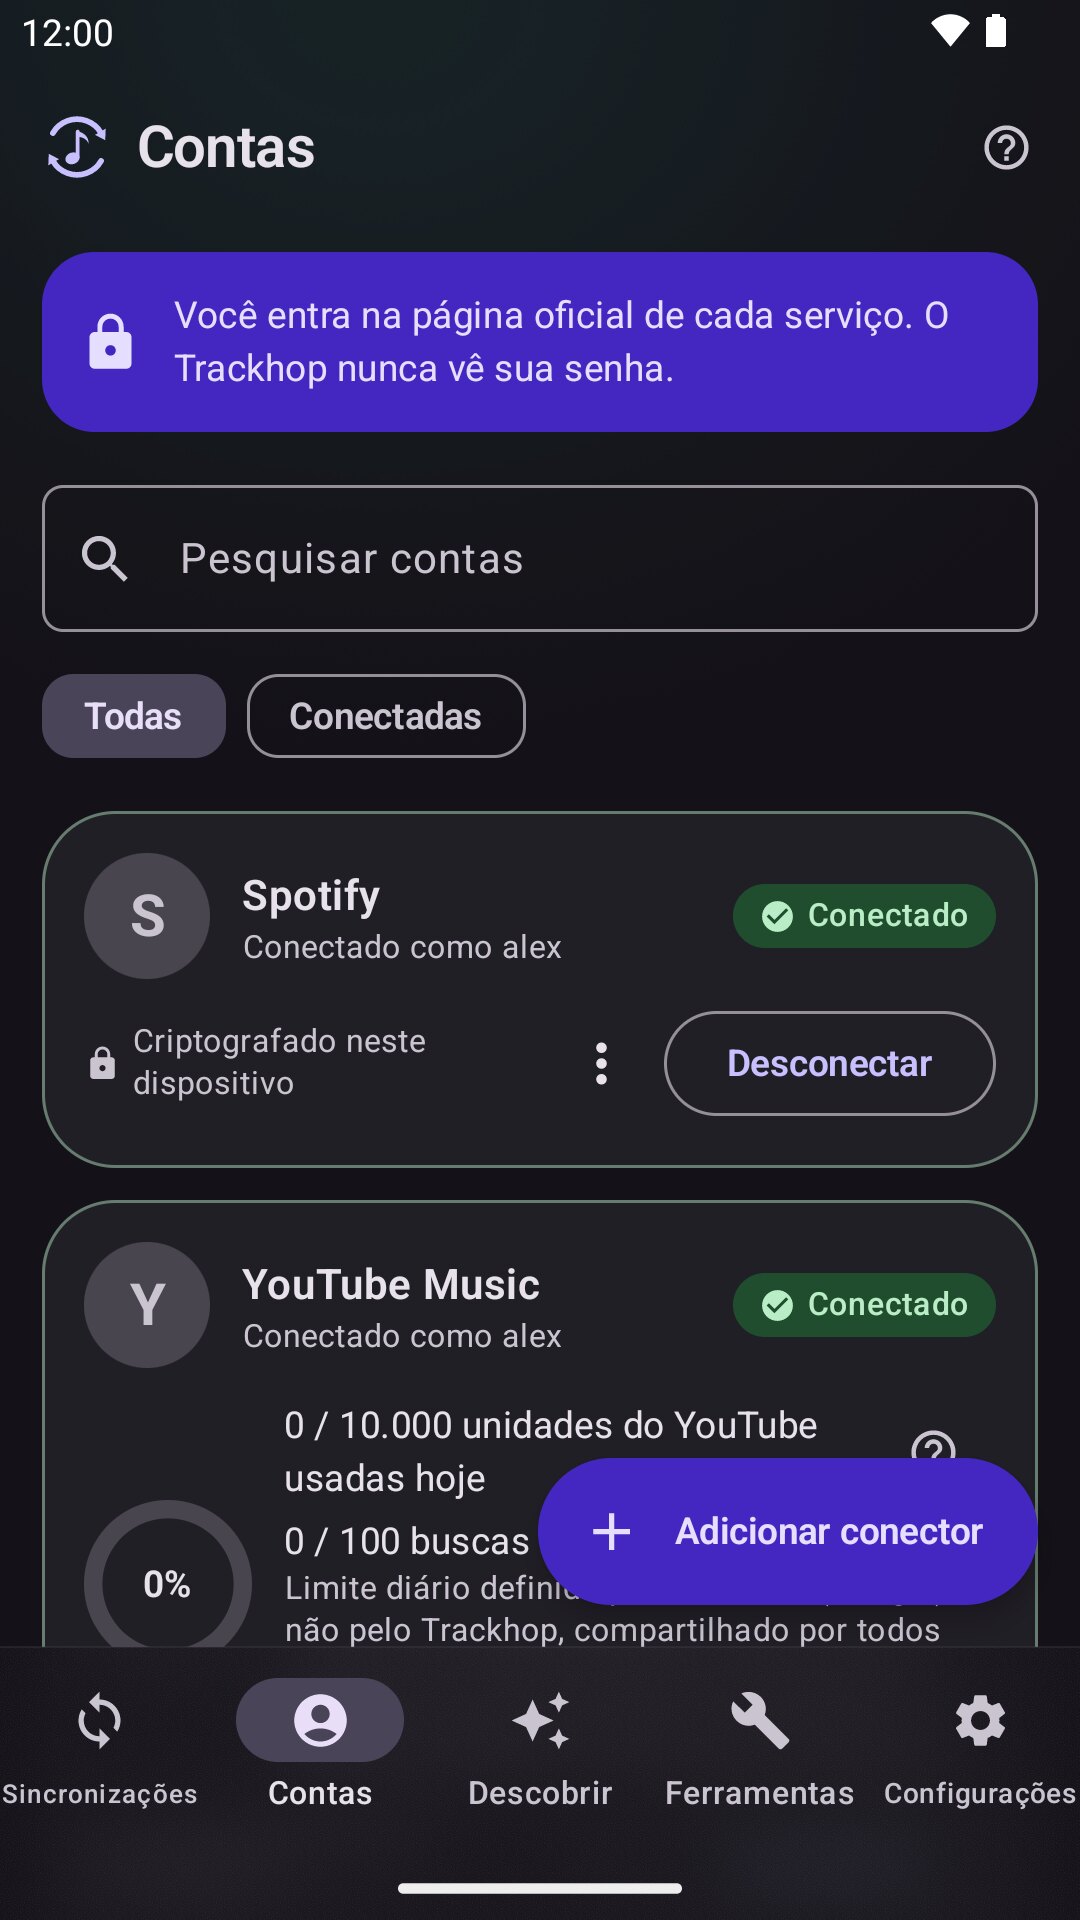 12:00
Contas
Você entra na página oficial de cada serviço. O
Trackhop nunca vê sua senha.
Pesquisar contas
Todas
Conectadas
S
Spotify
Conectado
Conectado como alex
Criptografado neste
dispositivo
Desconectar
Y
YouTube Music
Conectado
Conectado como alex
0 / 10.000 unidades do YouTube
usadas hoje
0 / 100 buscas
Adicionar conector
0%
Limite diário
não pelo Trackhop, compartilhado por todos
Sincronizações
Contas
Descobrir
Ferramentas
Configurações